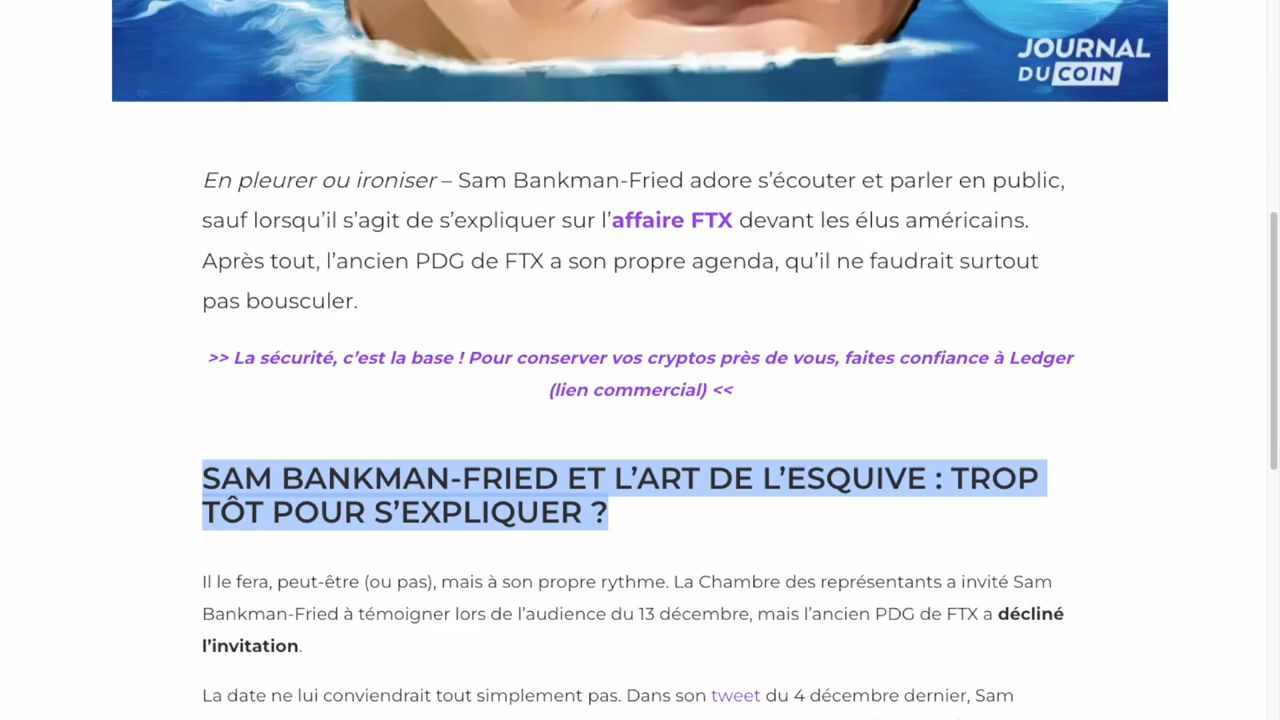 JOURNAL
DU COIN
En pleurer ou ironiser – Sam Bankman-Fried adore s’écouter et parler en public,
sauf lorsqu’il s’agit de s’expliquer sur l’affaire FTX devant les élus américains.
Après tout, l’ancien PDG de FTX a son propre agenda, qu’il ne faudrait surtout
pas bousculer.
>> La sécurité, c’est la base ! Pour conserver vos cryptos près de vous, faites confiance à Ledger
(lien commercial) <<
SAM BANKMAN-FRIED ET L’ART DE L’ESQUIVE : TROP
TÔT POUR S’EXPLIQUER ?
Il le fera, peut-être (ou pas), mais à son propre rythme. La Chambre des représentants a invité Sam
Bankman-Fried à témoigner lors de l’audience du 13 décembre, mais l’ancien PDG de FTX a décliné
l’invitation.
La date ne lui conviendrait tout simplement pas. Dans son tweet du 4 décembre dernier, Sam